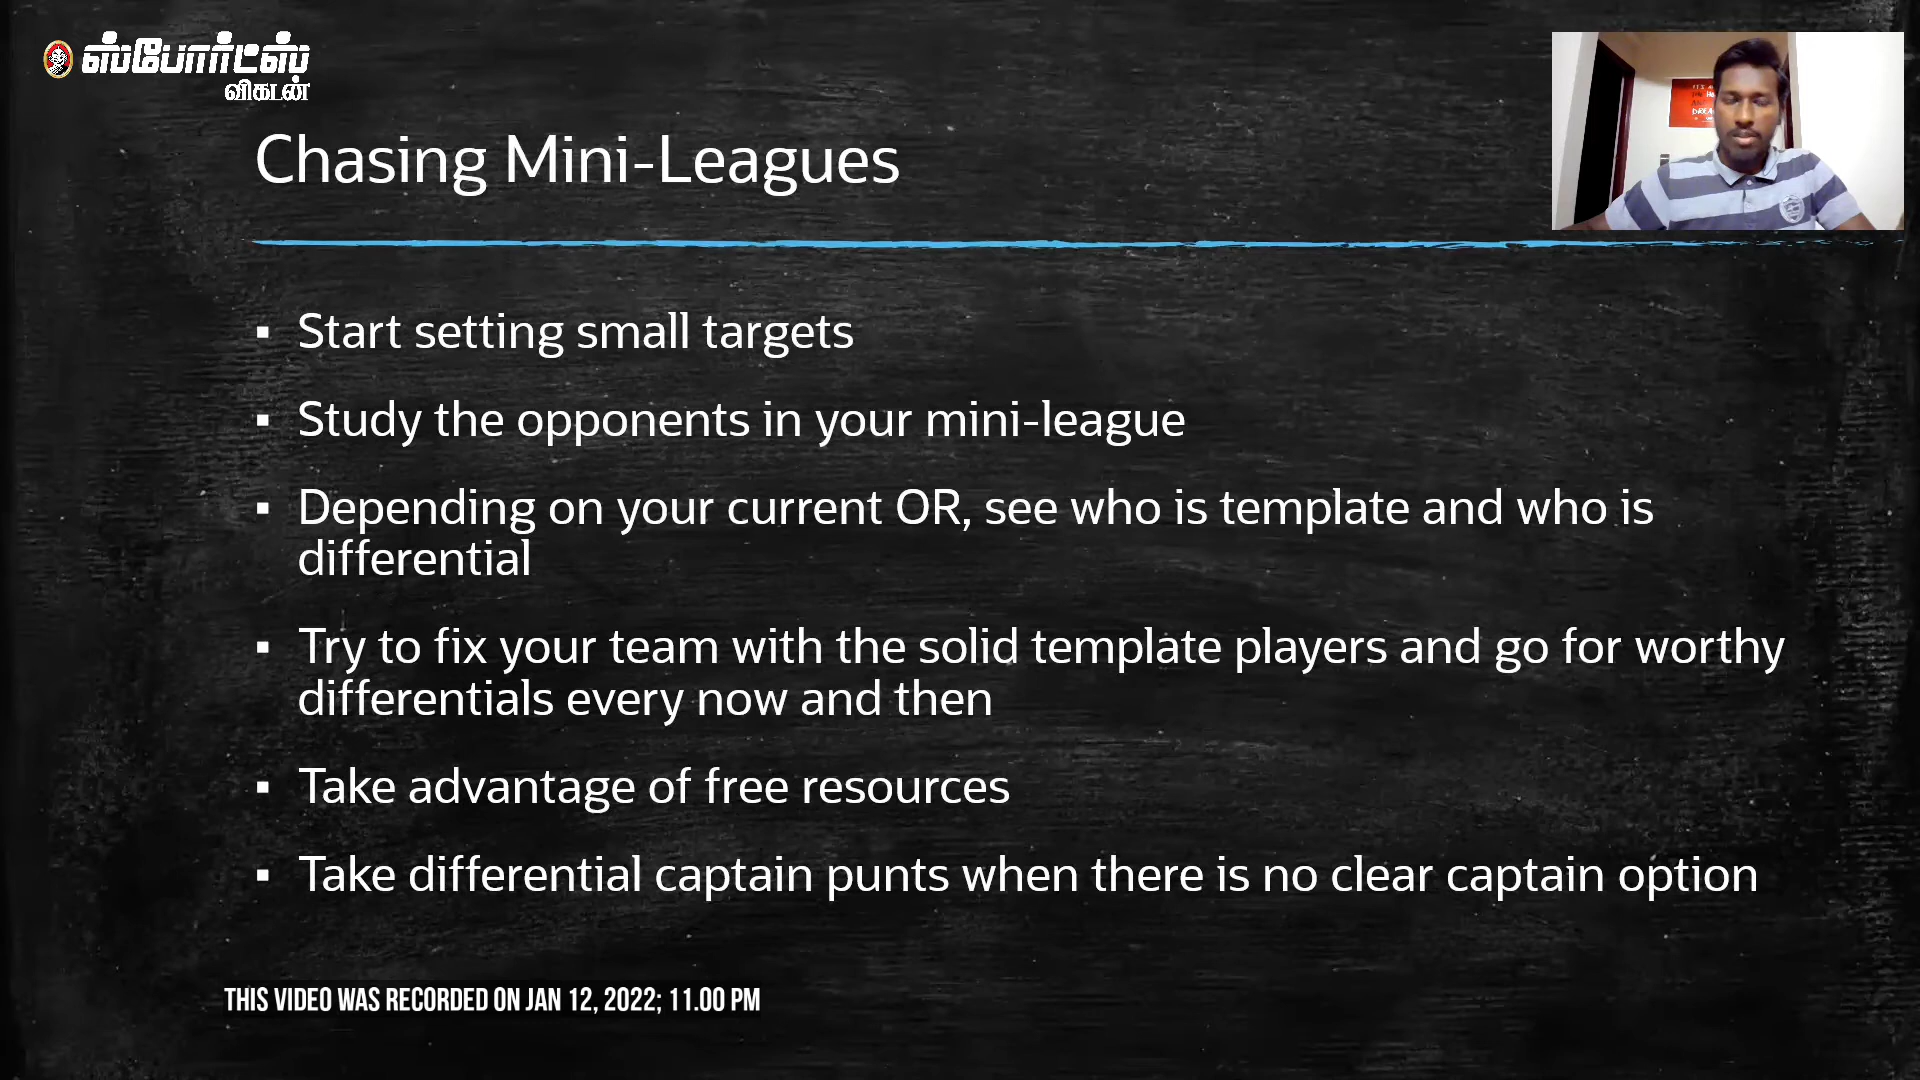 ஸ்போர்ட்ஸ்
விகடன்
Chasing Mini-Leagues
▪ Start setting small targets
▪ Study the opponents in your mini-league
▪ Depending on your current OR, see who is template and who is
differential
▪ Try to fix your team with the solid template players and go for worthy
differentials every now and then
▪ Take advantage of free resources
▪ Take differential captain punts when there is no clear captain option
THIS VIDEO WAS RECORDED ON JAN 12, 2022; 11.00 PM